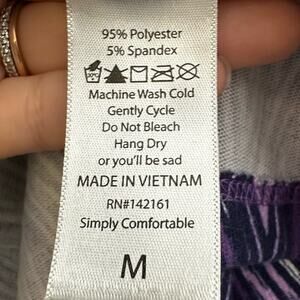 95% Polyester
5% Spandex
30°C
Machine Wash Cold
Gently Cycle
Do Not Bleach
Hang Dry
or you'll be sad
MADE IN VIETNAM
RN#142161
Simply Comfortable
M